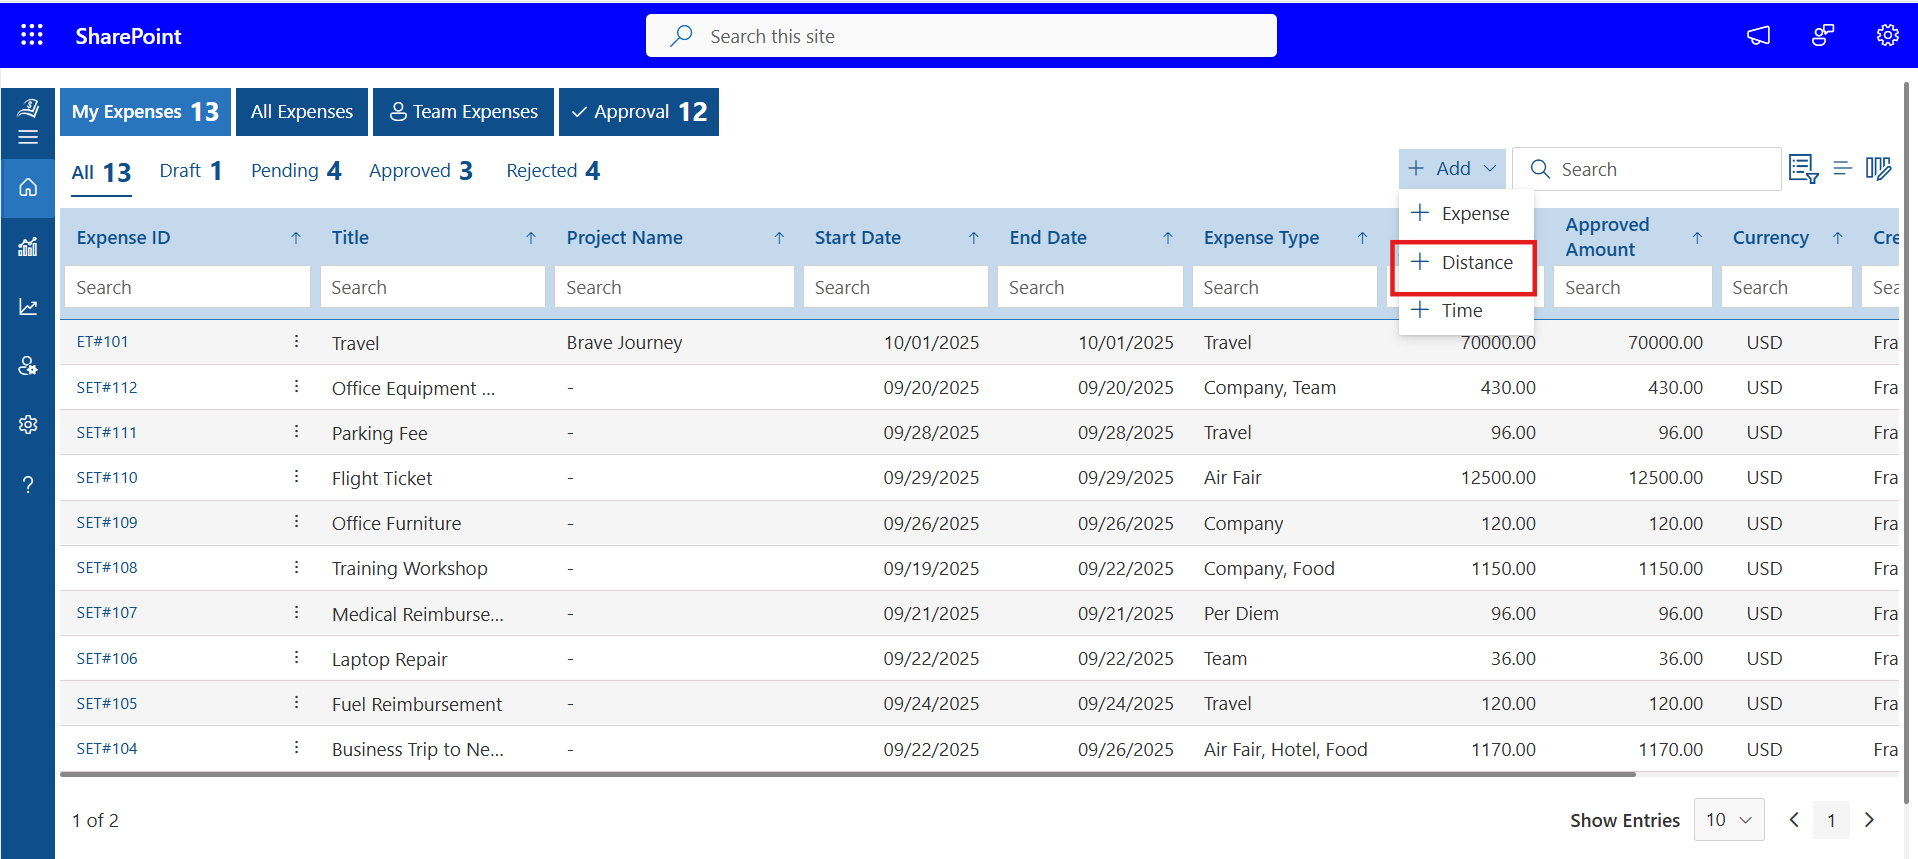 SharePoint
Search this site
My Expenses 13
All Expenses
Team Expenses
Approval 12
All 13
Draft 1
Pending 4
Approved 3
Rejected 4
+ Add
Search
+ Expense
+ Distance
+ Time
Expense ID ↑ Title ↑ Project Name ↑ Start Date ↑ End Date ↑ Expense Type ↑ Approved Amount ↑ Currency ↑ Cre
Search Search Search Search Search Search Search Search Sea
ET#101 Travel Brave Journey 10/01/2025 10/01/2025 Travel 70000.00 70000.00 USD Fra
SET#112 Office Equipment ... - 09/20/2025 09/20/2025 Company, Team 430.00 430.00 USD Fra
SET#111 Parking Fee - 09/28/2025 09/28/2025 Travel 96.00 96.00 USD Fra
SET#110 Flight Ticket - 09/29/2025 09/29/2025 Air Fair 12500.00 12500.00 USD Fra
SET#109 Office Furniture - 09/26/2025 09/26/2025 Company 120.00 120.00 USD Fra
SET#108 Training Workshop - 09/19/2025 09/22/2025 Company, Food 1150.00 1150.00 USD Fra
SET#107 Medical Reimburse... - 09/21/2025 09/21/2025 Per Diem 96.00 96.00 USD Fra
SET#106 Laptop Repair - 09/22/2025 09/22/2025 Team 36.00 36.00 USD Fra
SET#105 Fuel Reimbursement - 09/24/2025 09/24/2025 Travel 120.00 120.00 USD Fra
SET#104 Business Trip to Ne... - 09/22/2025 09/26/2025 Air Fair, Hotel, Food 1170.00 1170.00 USD Fra
1 of 2
Show Entries 10 < 1 >